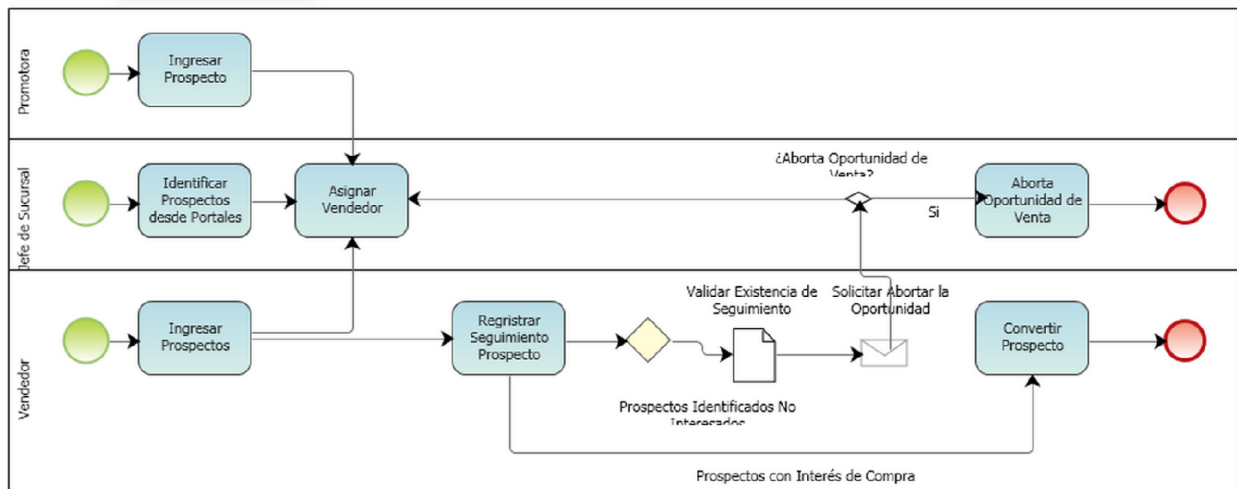 Promotora
Ingresar
Prospecto
Jefe de Sucursal
Identificar
Prospectos
desde Portales
Asignar
Vendedor
¿Aborta Oportunidad de
Venta?
Si
Aborta
Oportunidad de
Venta
Vendedor
Ingresar
Prospectos
Regristrar
Seguimiento
Prospecto
Validar Existencia de
Seguimiento
Solicitar Abortar la
Oportunidad
Convertir
Prospecto
Prospectos Identificados No
Interesados
Prospectos con Interés de Compra